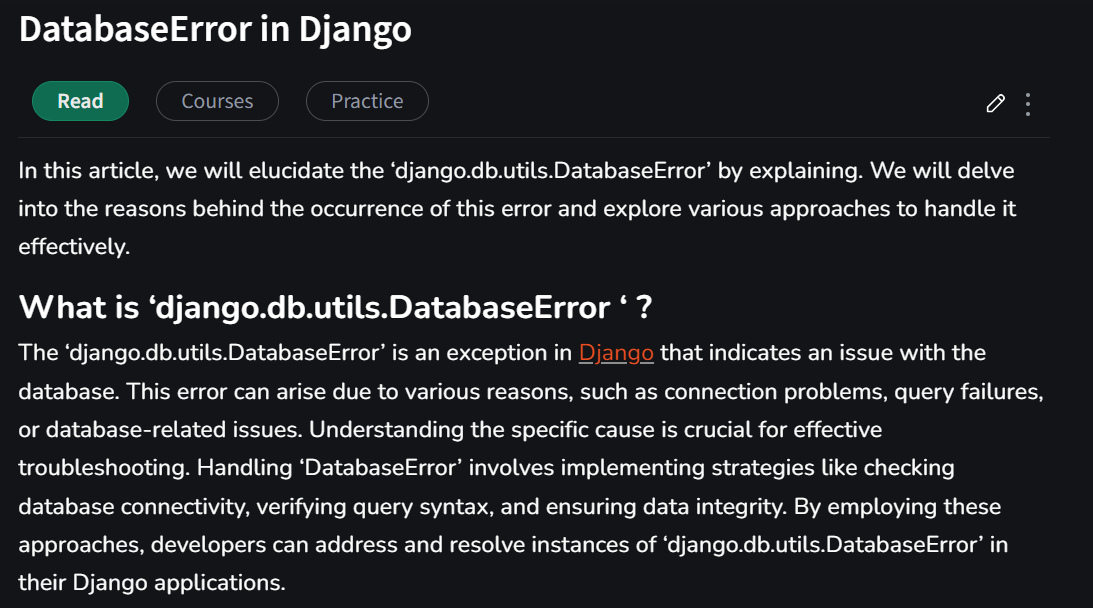 DatabaseError in Django
Read Courses Practice
In this article, we will elucidate the ‘django.db.utils.DatabaseError’ by explaining. We will delve
into the reasons behind the occurrence of this error and explore various approaches to handle it
effectively.
What is ‘django.db.utils.DatabaseError ‘ ?
The ‘django.db.utils.DatabaseError’ is an exception in Django that indicates an issue with the
database. This error can arise due to various reasons, such as connection problems, query failures,
or database-related issues. Understanding the specific cause is crucial for effective
troubleshooting. Handling ‘DatabaseError’ involves implementing strategies like checking
database connectivity, verifying query syntax, and ensuring data integrity. By employing these
approaches, developers can address and resolve instances of ‘django.db.utils.DatabaseError’ in
their Django applications.